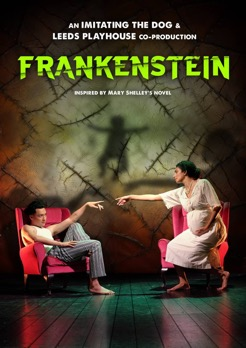 AN IMITATING THE DOG &
LEEDS PLAYHOUSE CO-PRODUCTION
FRANKENSTEIN
INSPIRED BY MARY SHELLEY'S NOVEL